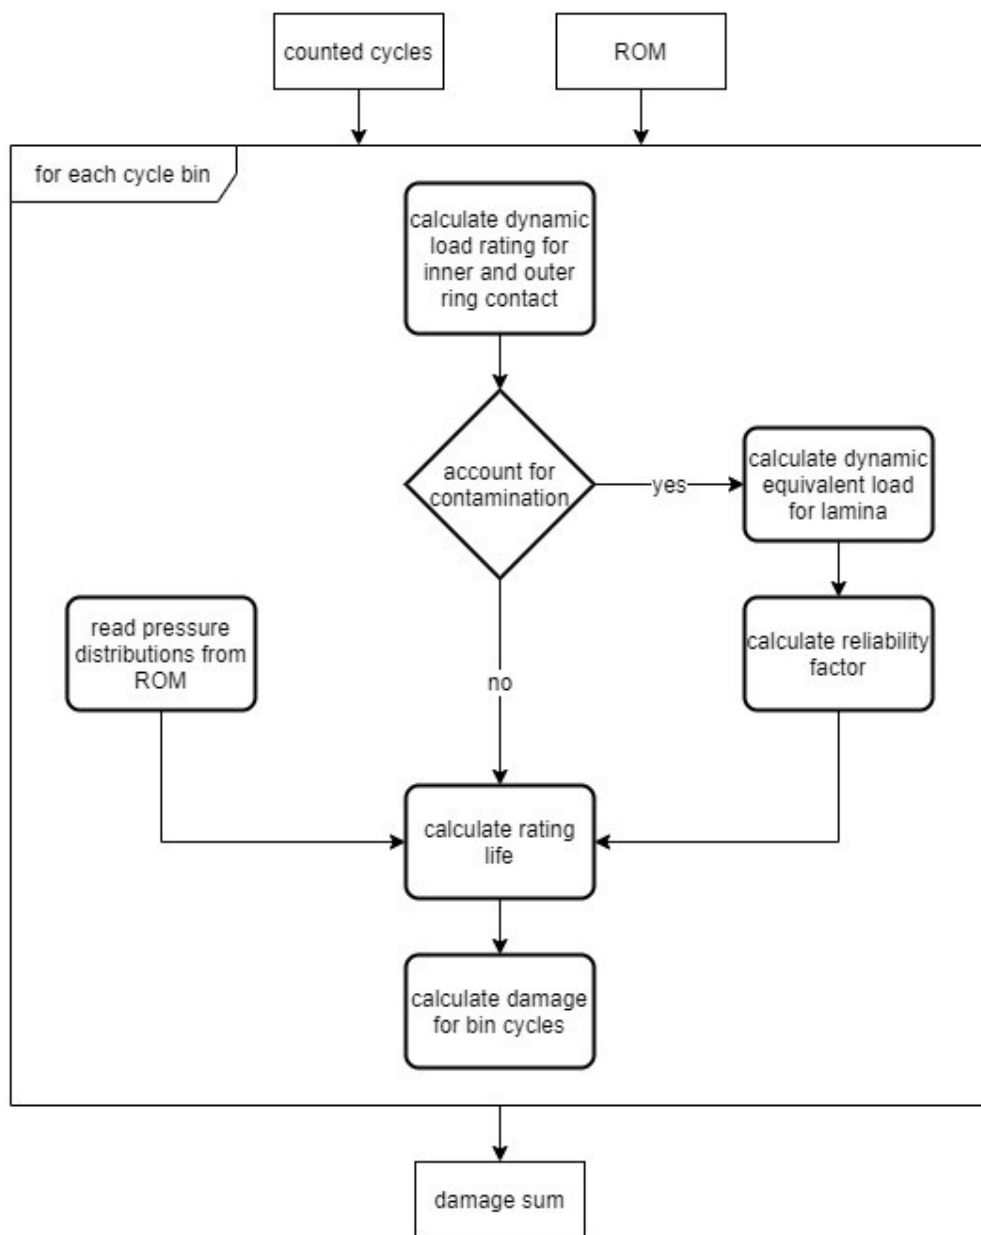 counted cycles
ROM
for each cycle bin
calculate dynamic
load rating for
inner and outer
ring contact
account for
contamination
yes
calculate dynamic
equivalent load
for lamina
read pressure
distributions from
ROM
calculate reliability
factor
no
calculate rating
life
calculate damage
for bin cycles
damage sum